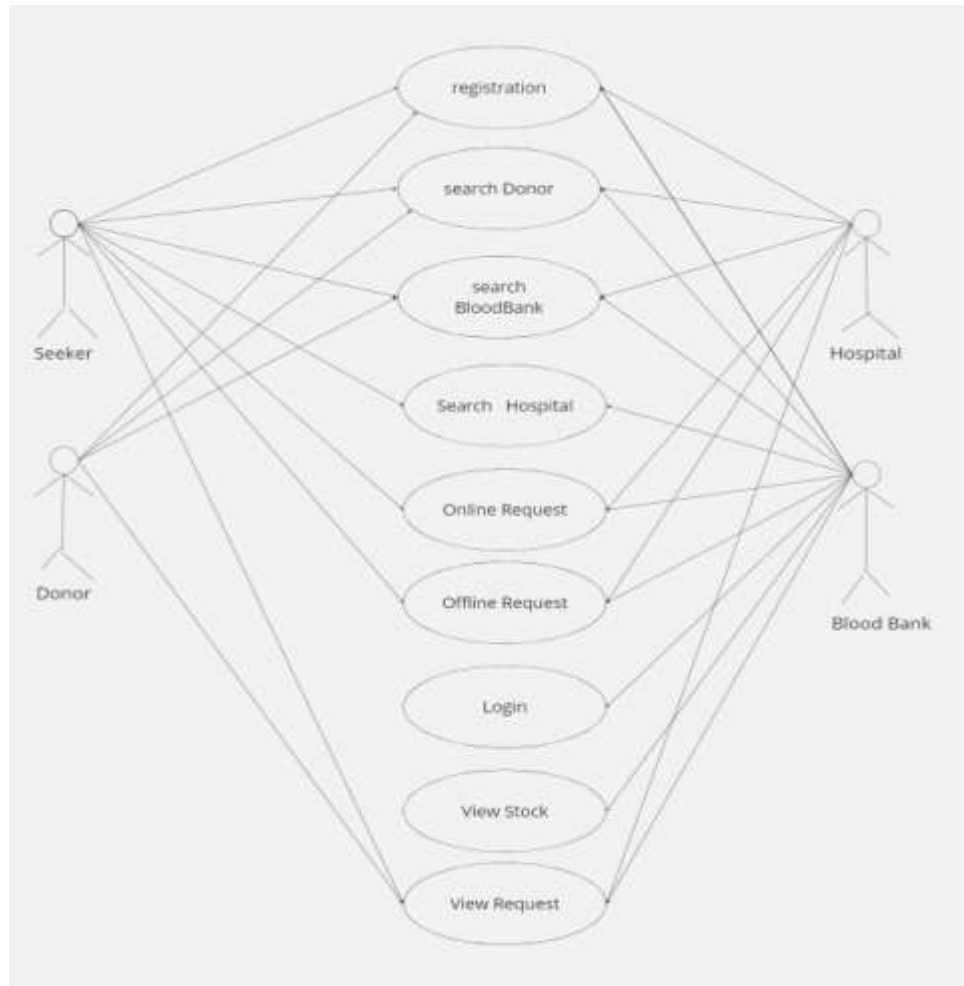 registration
search Donor
search
BloodBank
Seeker
Hospital
Search Hospital
Online Request
Donor
Offline Request
Blood Bank
Login
View Stock
View Request